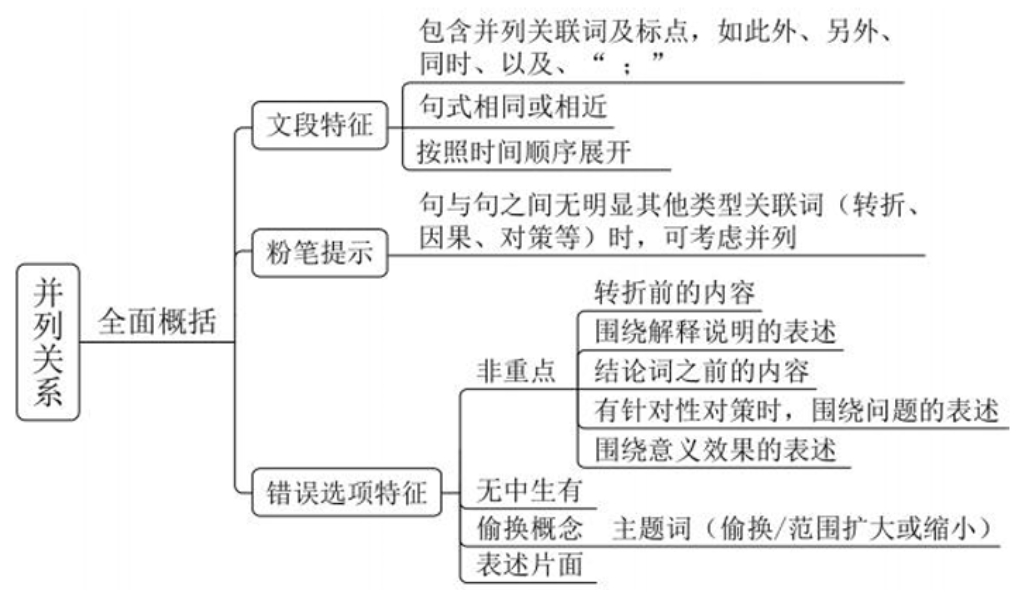 并列关系
全面概括
文段特征
包含并列关联词及标点，如此外、另外、
同时、以及、“ ；”
句式相同或相近
按照时间顺序展开
粉笔提示
句与句之间无明显其他类型关联词（转折、
因果、对策等）时，可考虑并列
错误选项特征
非重点
转折前的内容
围绕解释说明的表述
结论词之前的内容
有针对性对策时，围绕问题的表述
围绕意义效果的表述
无中生有
偷换概念 主题词（偷换/范围扩大或缩小）
表述片面